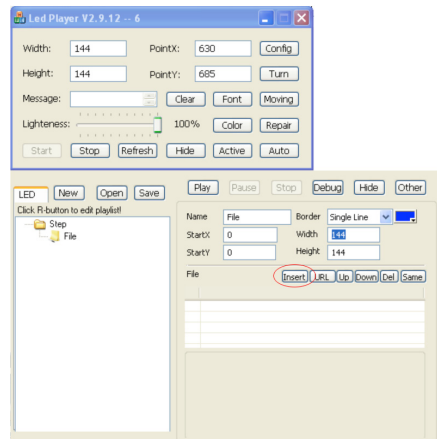 Led Player V2.9.12 -- 6
Width: 144 PointX: 630 Config
Height: 144 PointY: 685 Turn
Message: Clear Font Moving
Lighteness: 100% Color Repair
Start Stop Refresh Hide Active Auto
LED New Open Save Play Pause Stop Debug Hide Other
Click R-button to edit playlist!
Step
File
Name File Border Single Line
StartX 0 Width 144
StartY 0 Height 144
File Insert URL Up Down Del Same